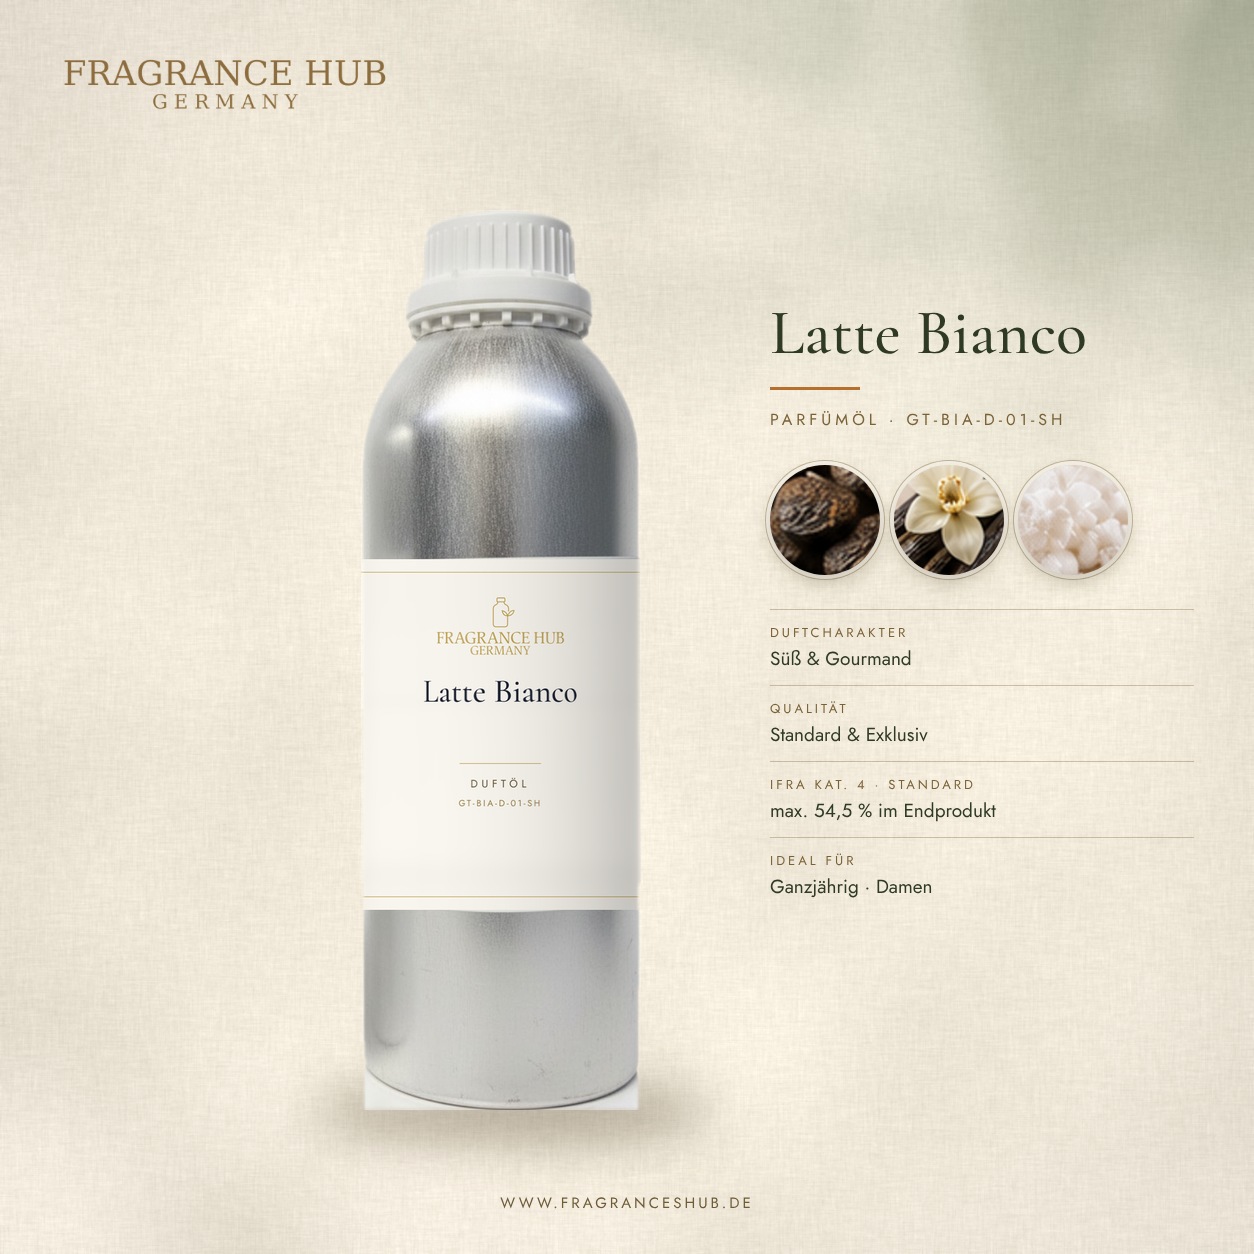 FRAGRANCE HUB
GERMANY
Latte Bianco
PARFÜMÖL · GT-BIA-D-01-SH
DUFTCHARAKTER
Süß & Gourmand
QUALITÄT
Standard & Exklusiv
IFRA KAT. 4 · STANDARD
max. 54,5 % im Endprodukt
IDEAL FÜR
Ganzjährig · Damen
FRAGRANCE HUB
GERMANY
Latte Bianco
DUFTÖL
GT-BIA-D-01-SH
WWW.FRAGRANCESHUB.DE